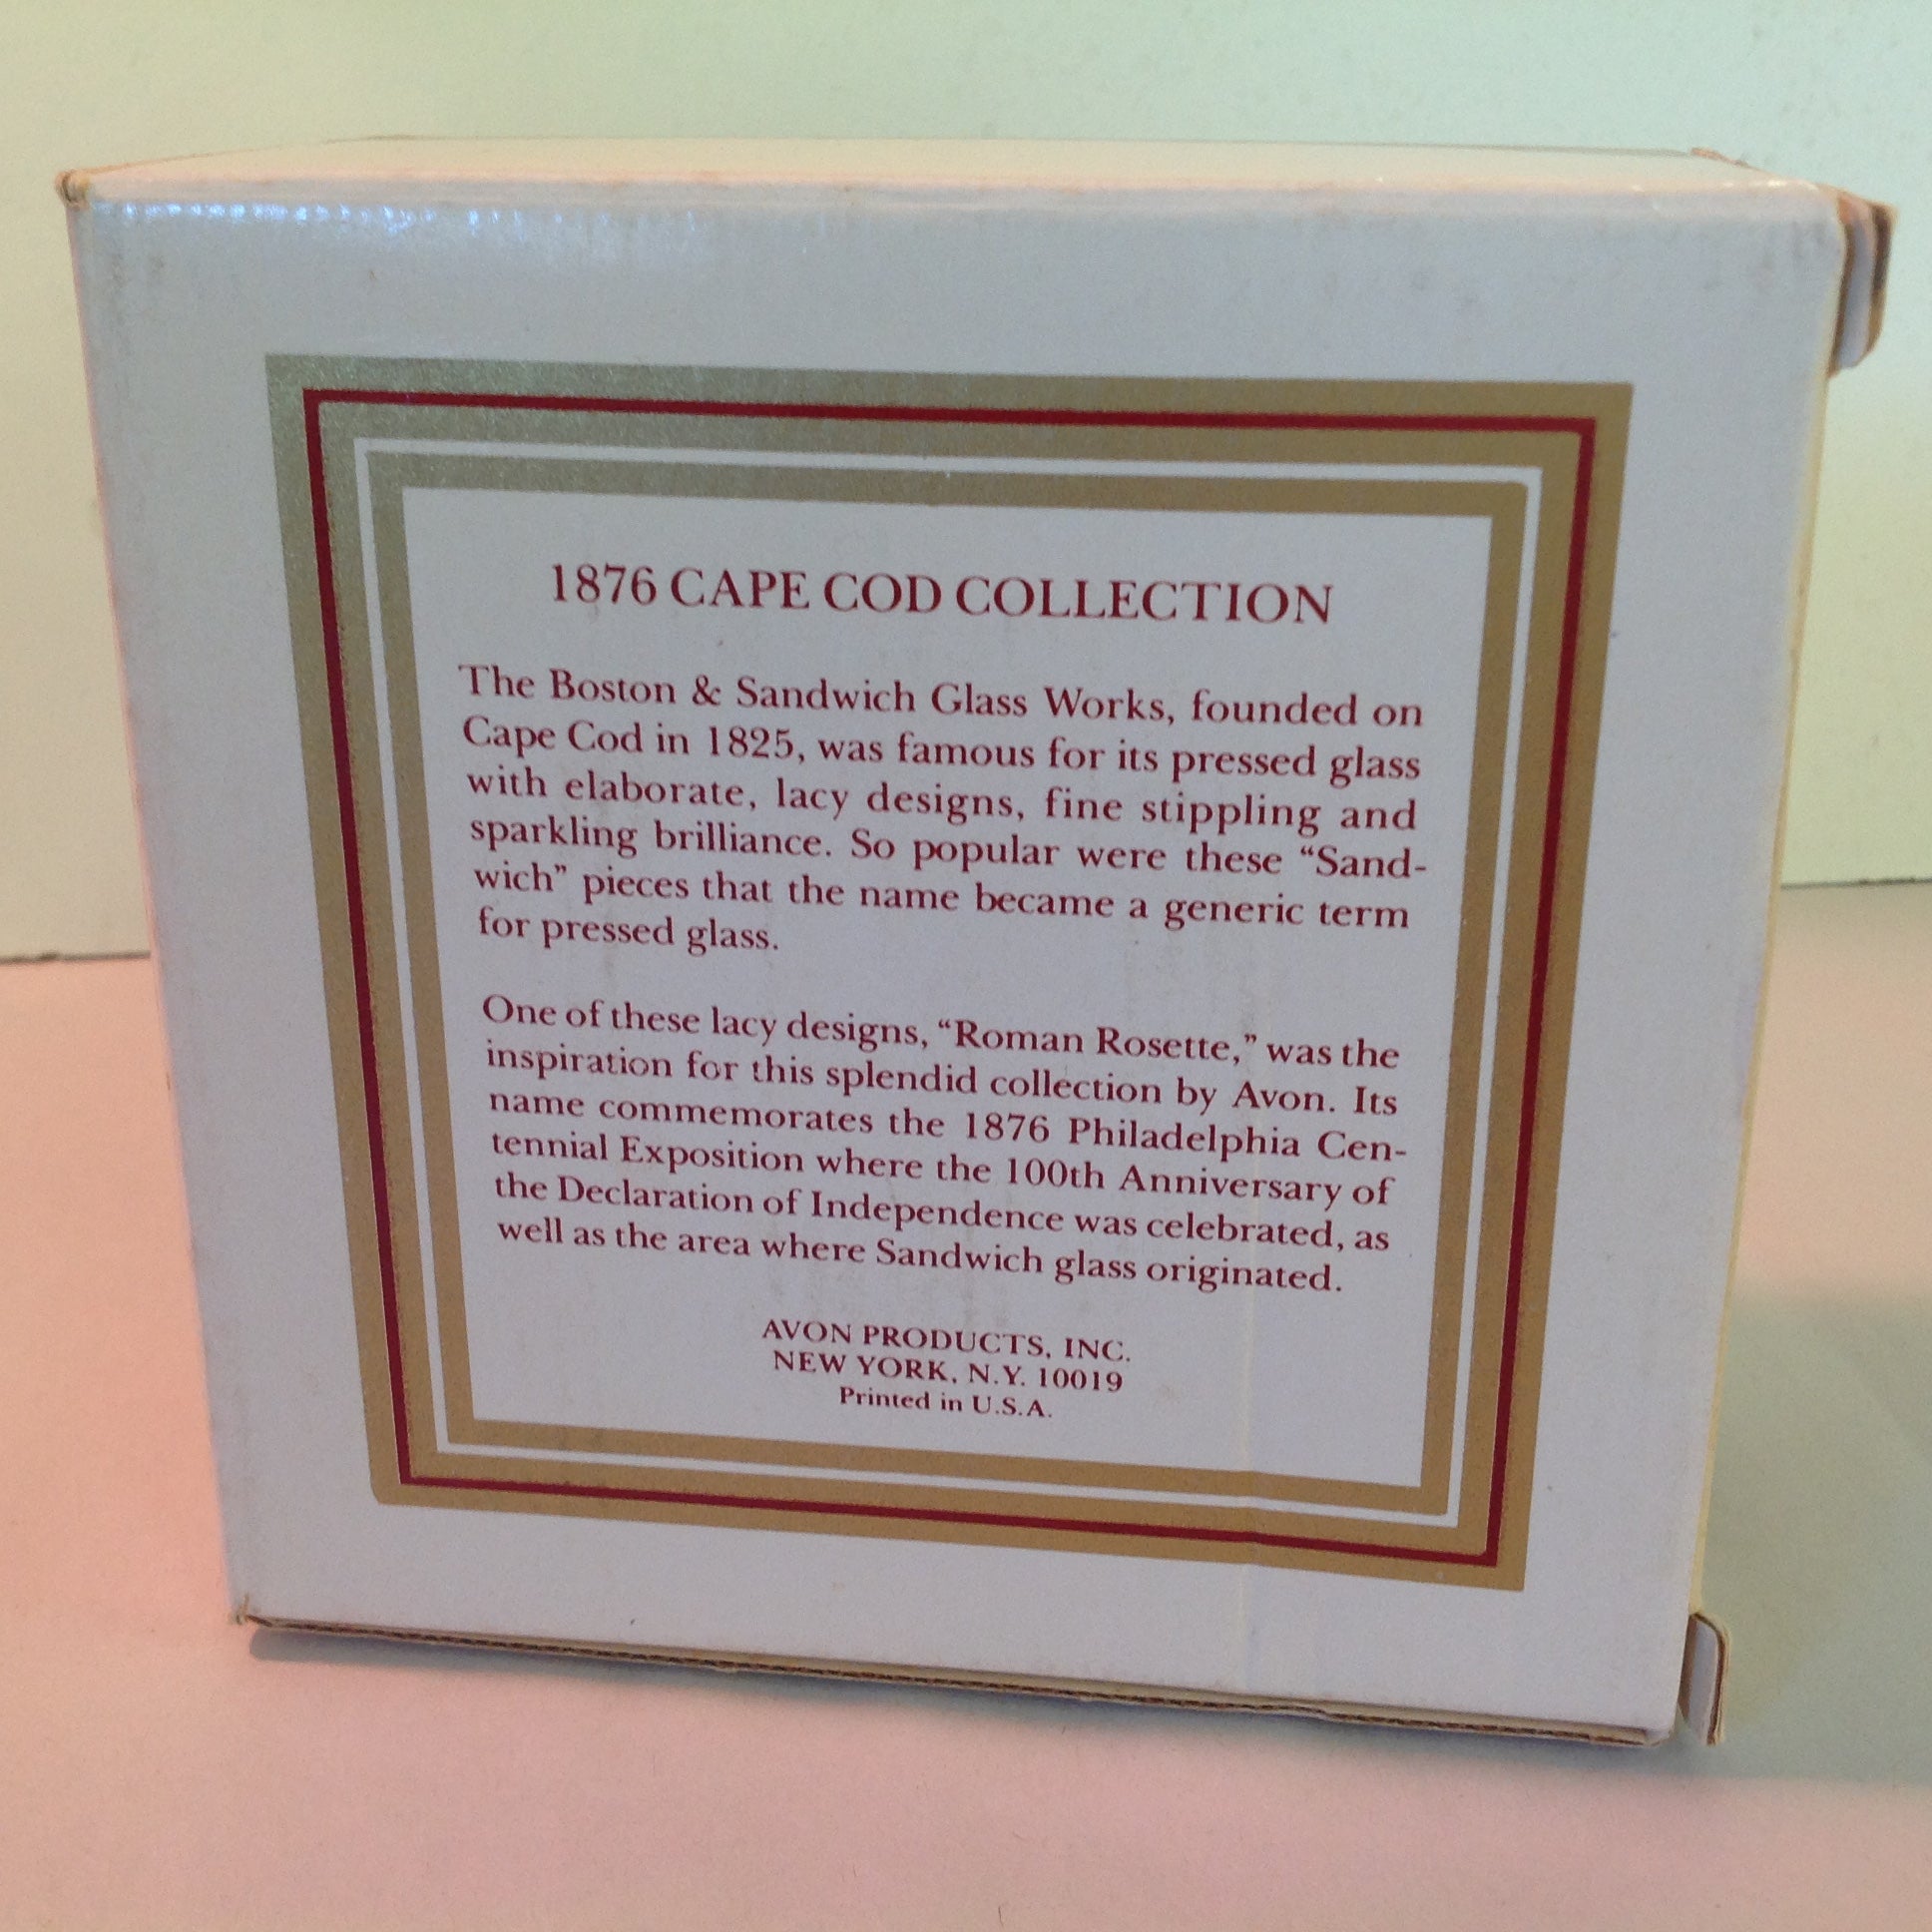 1876 CAPE COD COLLECTION
The Boston & Sandwich Glass Works, founded on
Cape Cod in 1825, was famous for its pressed glass
with elaborate, lacy designs, fine stippling and
sparkling brilliance. So popular were these “Sand-
wich” pieces that the name became a generic term
for pressed glass.
One of these lacy designs, “Roman Rosette,” was the
inspiration for this splendid collection by Avon. Its
name commemorates the 1876 Philadelphia Cen-
tennial Exposition where the 100th Anniversary of
the Declaration of Independence was celebrated, as
well as the area where Sandwich glass originated.
AVON PRODUCTS, INC.
NEW YORK, N.Y. 10019
Printed in U.S.A.